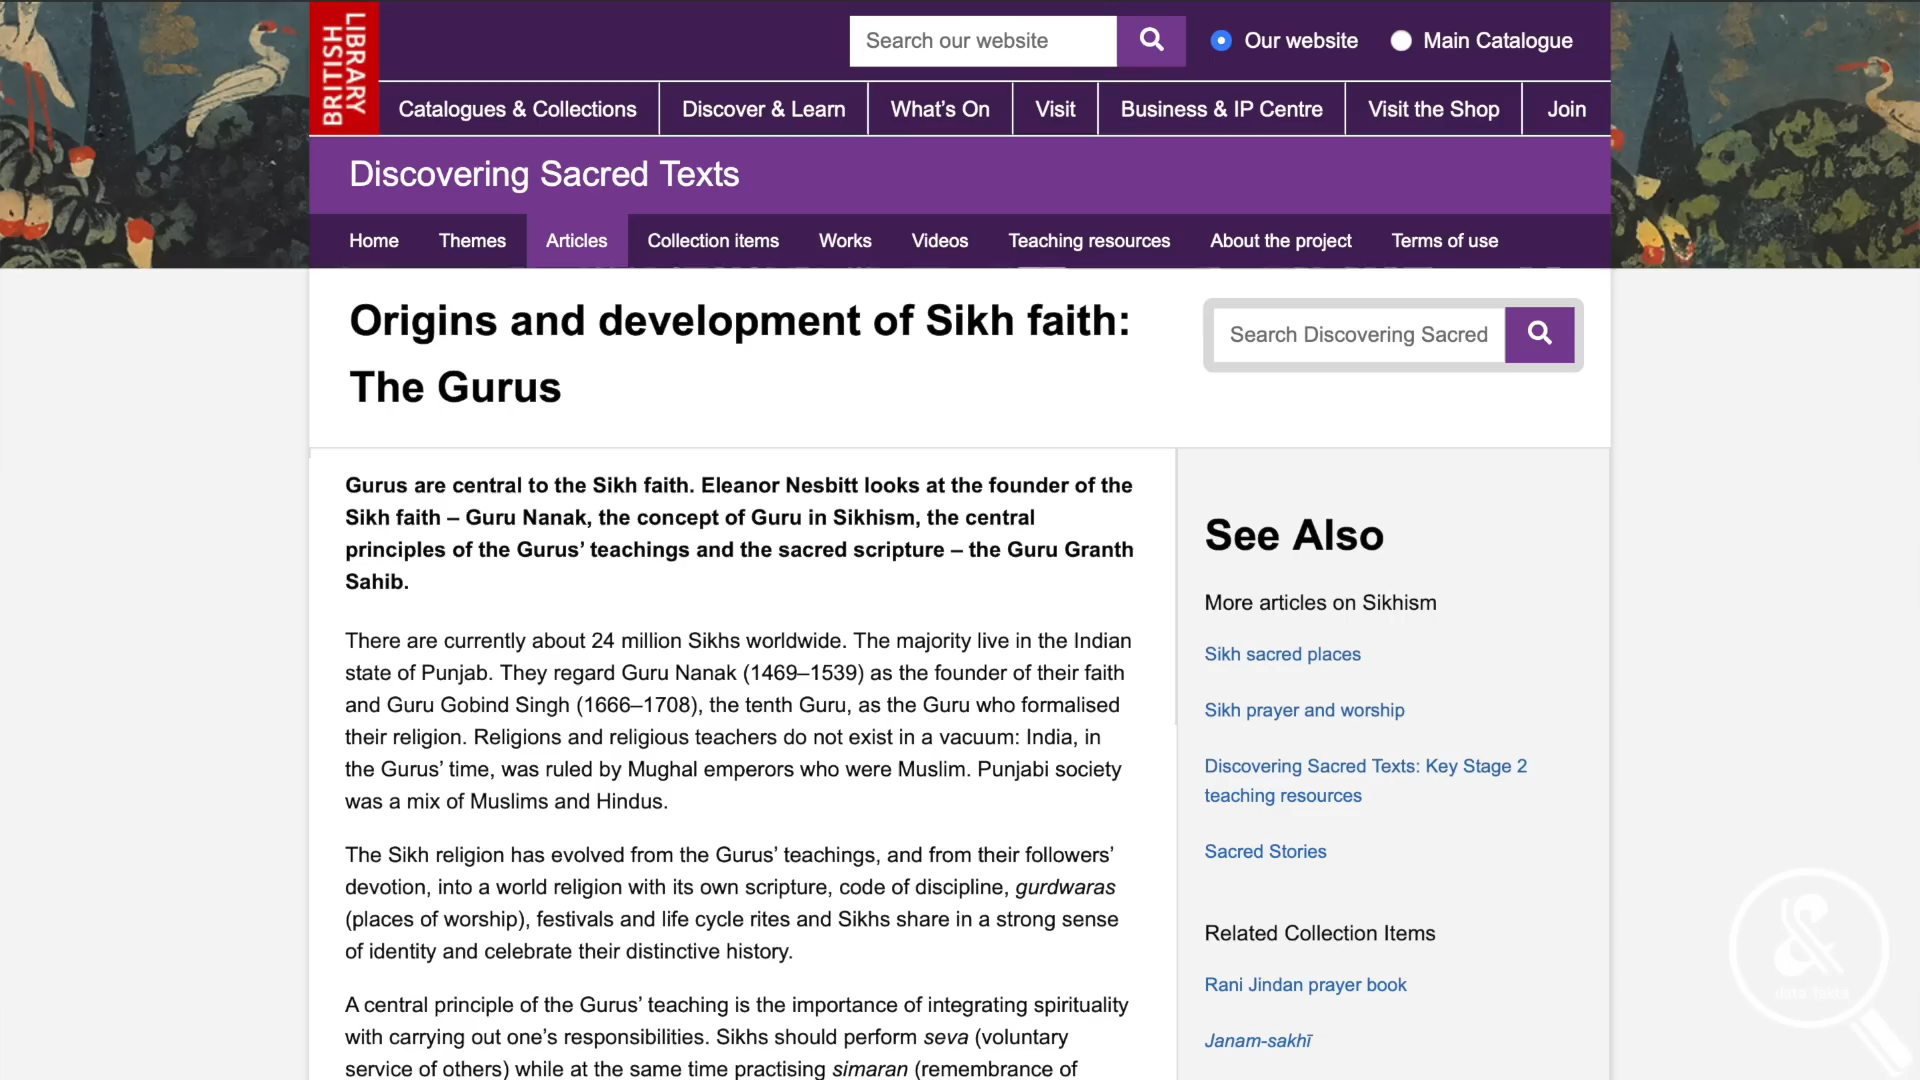 BRITISH
LIBRARY
Search our website
Our website
Main Catalogue
Catalogues & Collections
Discover & Learn
What’s On
Visit
Business & IP Centre
Visit the Shop
Join
Discovering Sacred Texts
Home
Themes
Articles
Collection items
Works
Videos
Teaching resources
About the project
Terms of use
Origins and development of Sikh faith:
The Gurus
Search Discovering Sacred
Gurus are central to the Sikh faith. Eleanor Nesbitt looks at the founder of the
Sikh faith – Guru Nanak, the concept of Guru in Sikhism, the central
principles of the Gurus’ teachings and the sacred scripture – the Guru Granth
Sahib.
There are currently about 24 million Sikhs worldwide. The majority live in the Indian
state of Punjab. They regard Guru Nanak (1469–1539) as the founder of their faith
and Guru Gobind Singh (1666–1708), the tenth Guru, as the Guru who formalised
their religion. Religions and religious teachers do not exist in a vacuum: India, in
the Gurus’ time, was ruled by Mughal emperors who were Muslim. Punjabi society
was a mix of Muslims and Hindus.
The Sikh religion has evolved from the Gurus’ teachings, and from their followers’
devotion, into a world religion with its own scripture, code of discipline, gurdwaras
(places of worship), festivals and life cycle rites and Sikhs share in a strong sense
of identity and celebrate their distinctive history.
A central principle of the Gurus’ teaching is the importance of integrating spirituality
with carrying out one’s responsibilities. Sikhs should perform seva (voluntary
service of others) while at the same time practising simaran (remembrance of
See Also
More articles on Sikhism
Sikh sacred places
Sikh prayer and worship
Discovering Sacred Texts: Key Stage 2
teaching resources
Sacred Stories
Related Collection Items
Rani Jindan prayer book
Janam-sakhī